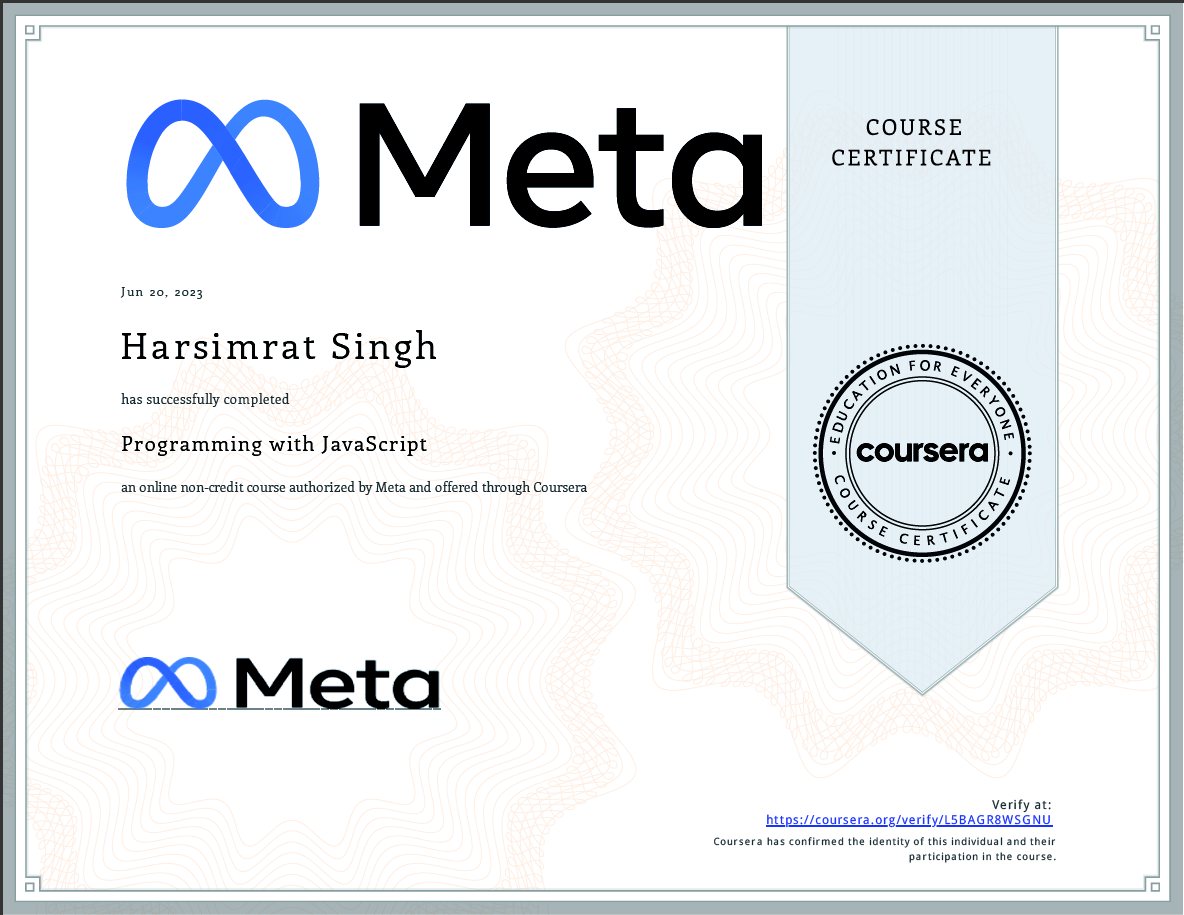 Meta
COURSE
CERTIFICATE
Jun 20, 2023
Harsimrat Singh
has successfully completed
Programming with JavaScript
an online non-credit course authorized by Meta and offered through Coursera
EDUCATION FOR EVERYONE
coursera
COURSE CERTIFICATE
Meta
Verify at:
https://coursera.org/verify/L5BAGR8WSGNU
Coursera has confirmed the identity of this individual and their
participation in the course.